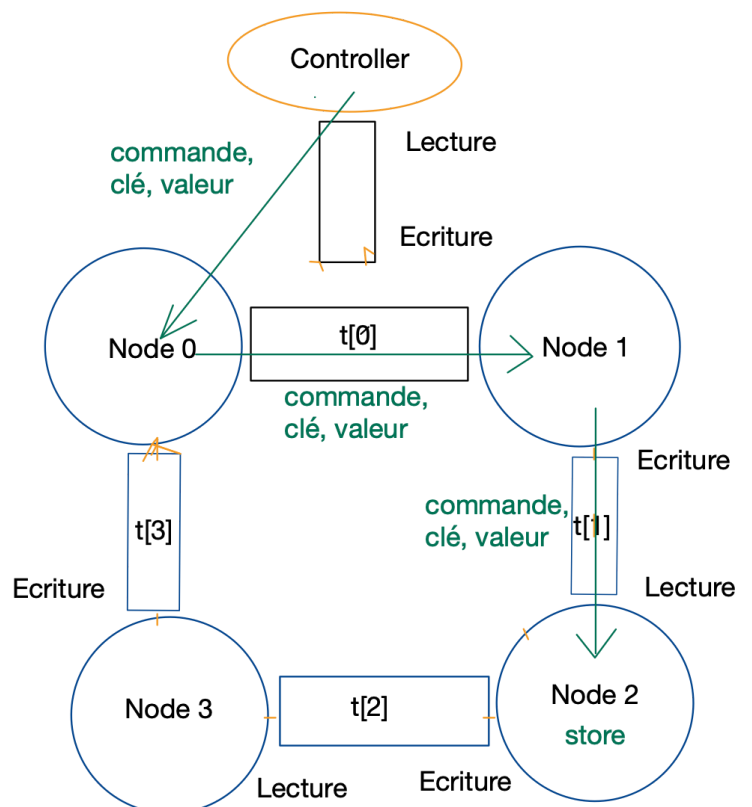 Controller
Lecture
commande,
clé, valeur
Ecriture
Node 0
t[0]
Node 1
commande,
clé, valeur
Ecriture
commande,
clé, valeur
t[1]
t[3]
Ecriture
Lecture
Node 3
t[2]
Node 2
store
Lecture
Ecriture